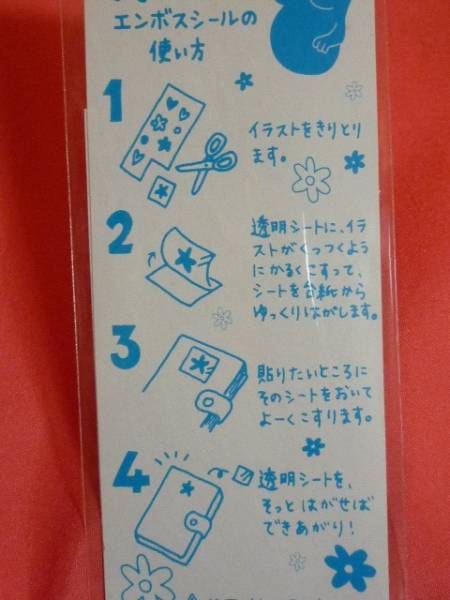 エンボスシールの
使い方
1
イラストをきりとり
ます。
2
透明シートに、イラ
ストがくっつくよう
にかるくこすって、
シートを台紙から
ゆっくりはがします。
3
貼りたいところに
そのシートをおいて
よーくこすります。
4
透明シートを、
そっとはがせば
できあがり!